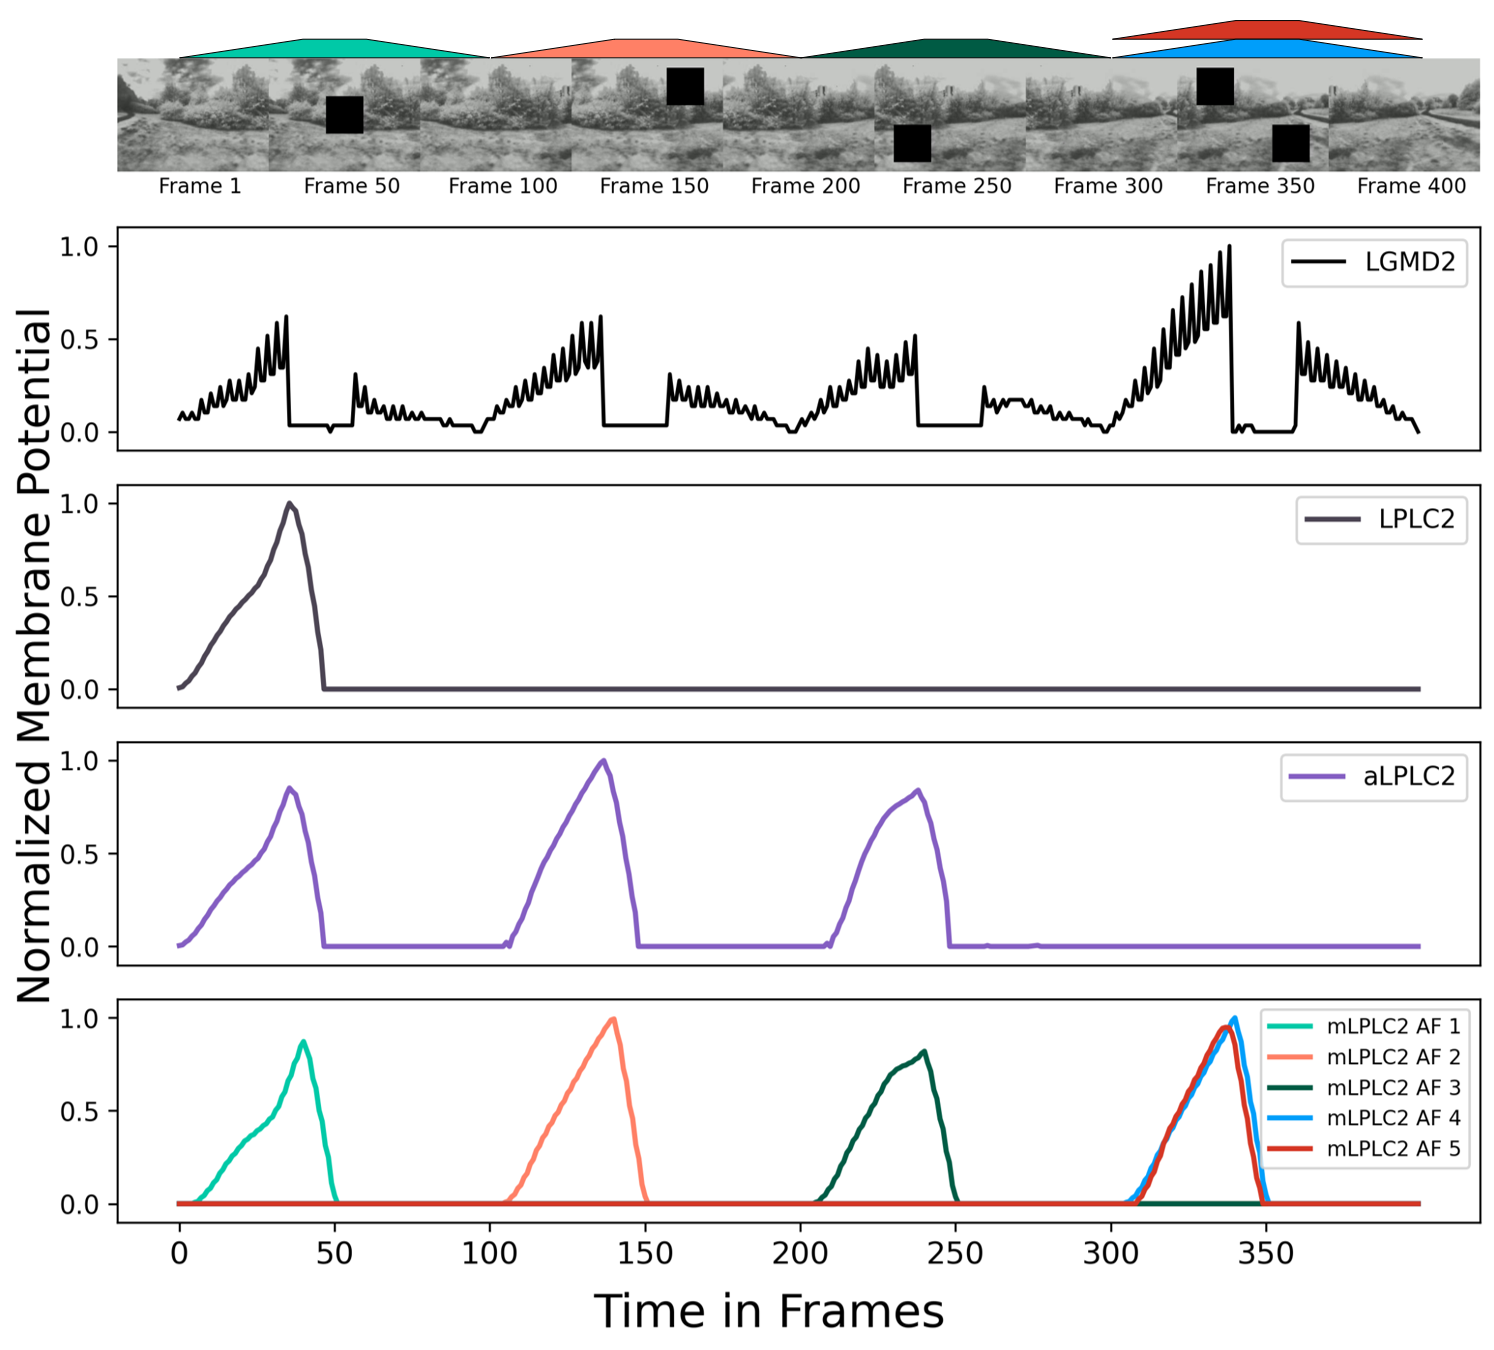 Frame 1 Frame 50 Frame 100 Frame 150 Frame 200 Frame 250 Frame 300 Frame 350 Frame 400
Normalized Membrane Potential
1.0
0.5
0.0
LGMD2
1.0
0.5
0.0
LPLC2
1.0
0.5
0.0
aLPLC2
1.0
0.5
0.0
mLPLC2 AF 1
mLPLC2 AF 2
mLPLC2 AF 3
mLPLC2 AF 4
mLPLC2 AF 5
0 50 100 150 200 250 300 350
Time in Frames